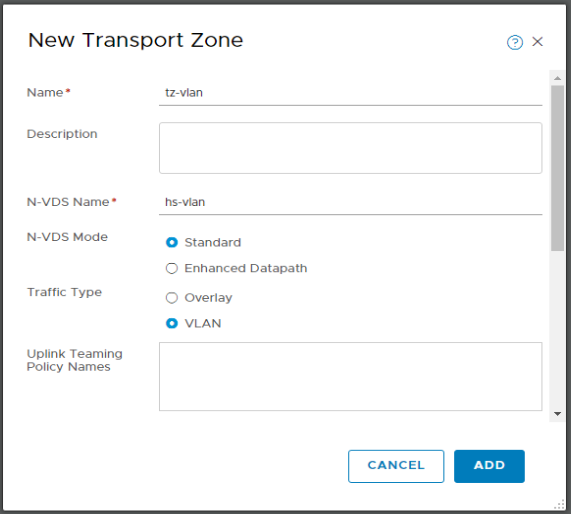 New Transport Zone
Name*
tz-vlan
Description
N-VDS Name*
hs-vlan
N-VDS Mode
Standard
Enhanced Datapath
Traffic Type
Overlay
VLAN
Uplink Teaming
Policy Names
CANCEL
ADD